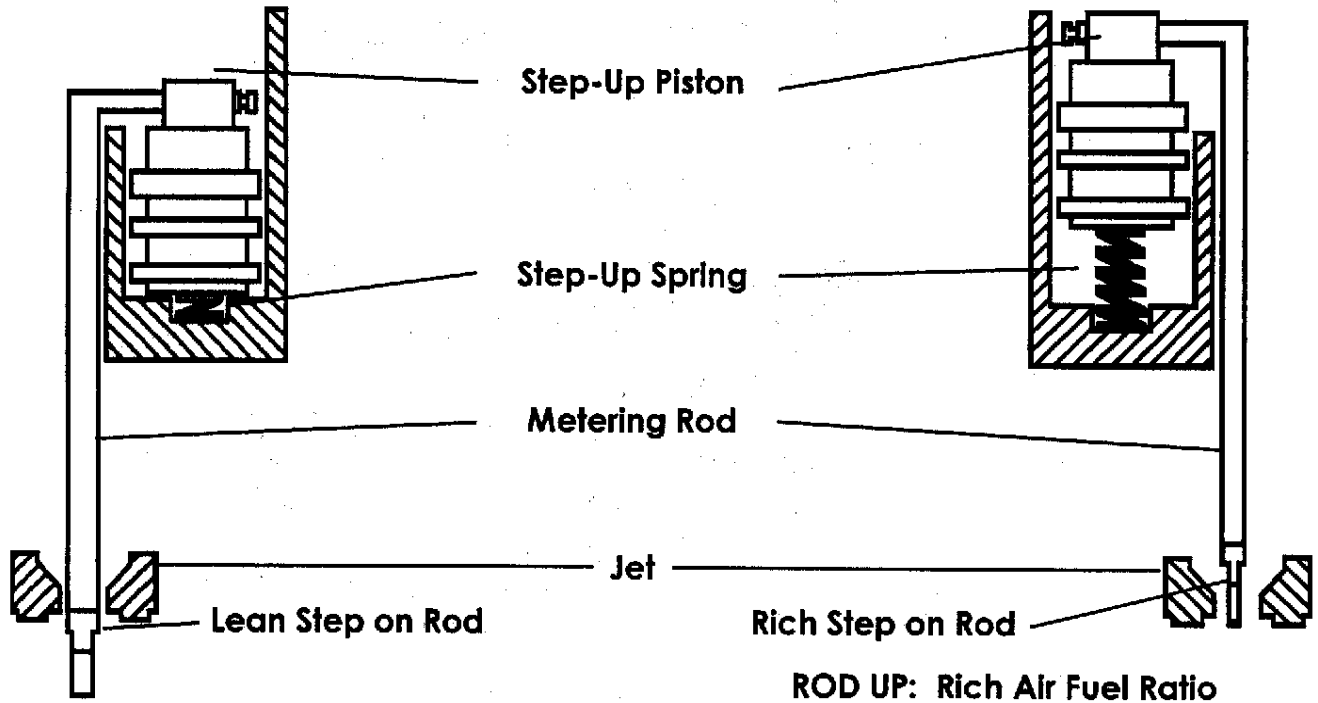 Step-Up Piston
Step-Up Spring
Metering Rod
Jet
Lean Step on Rod
Rich Step on Rod
ROD UP: Rich Air Fuel Ratio